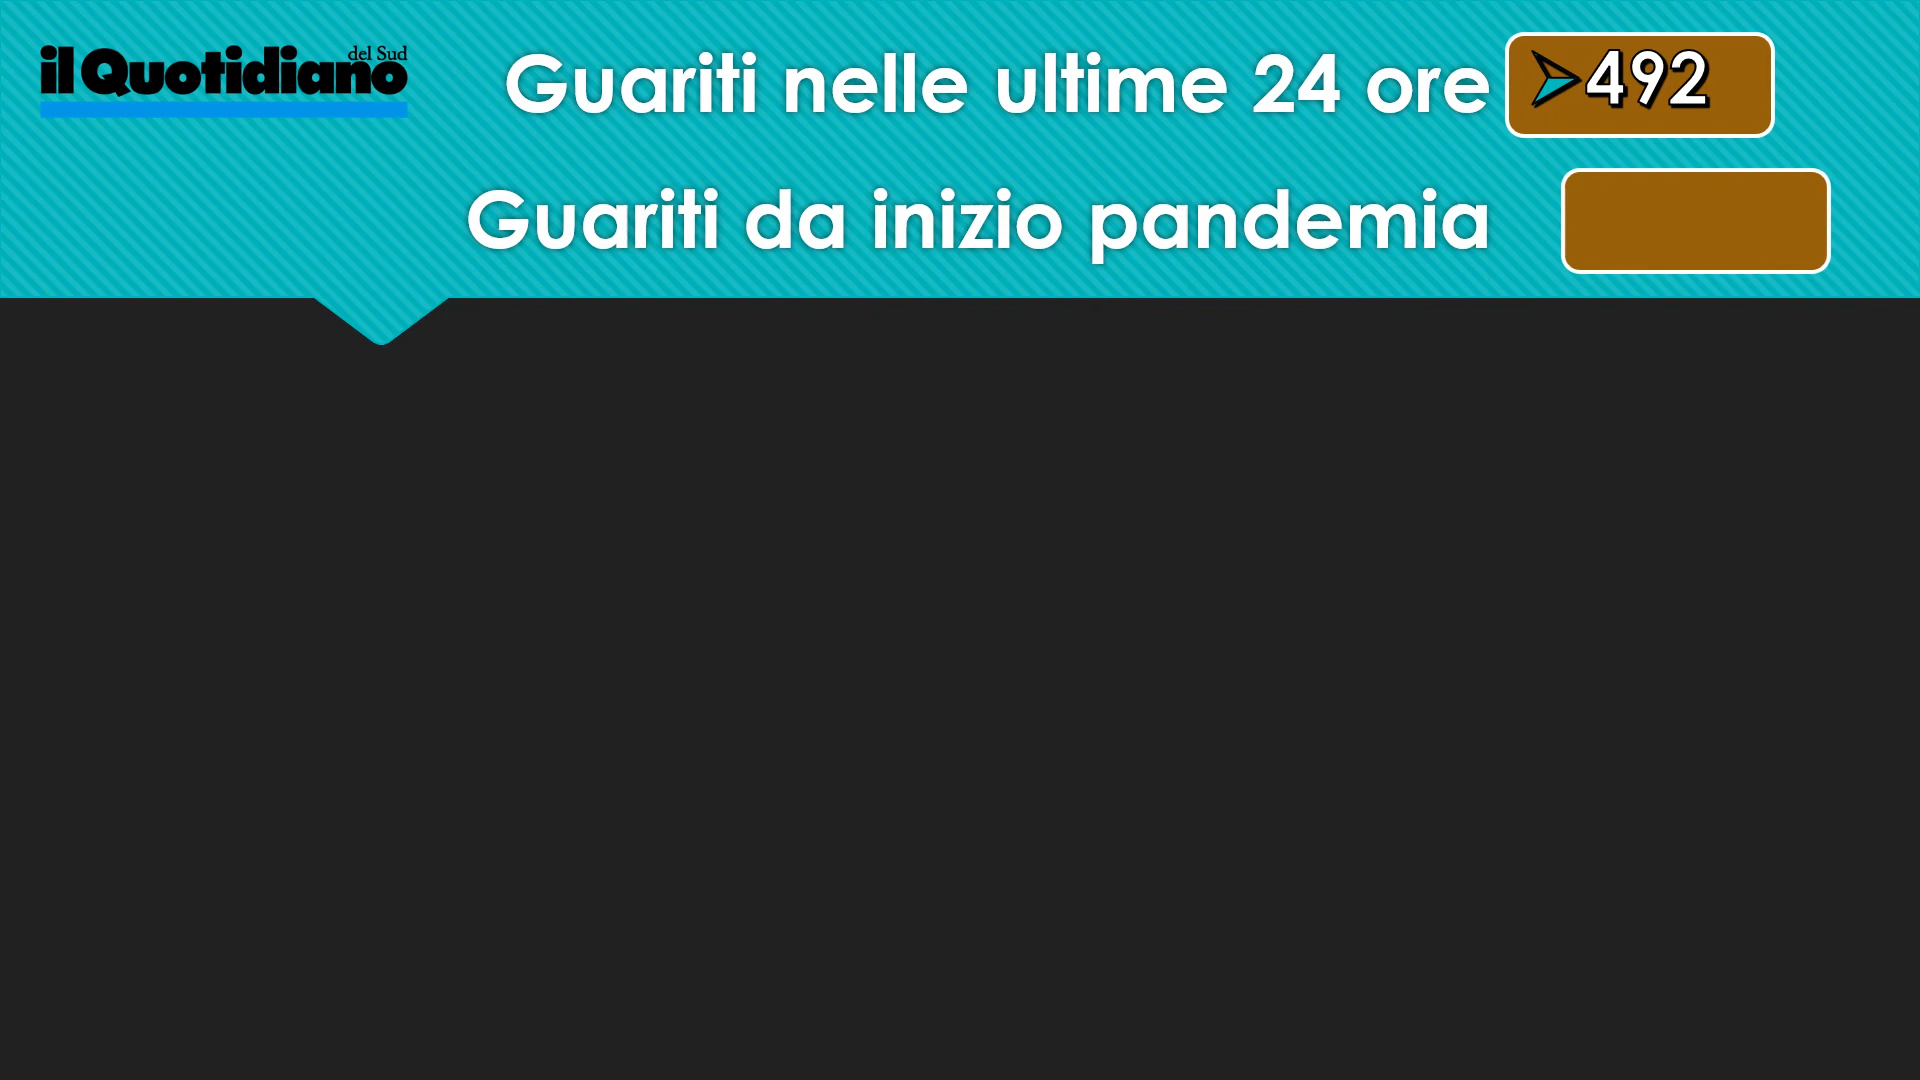 del Sud
il Quotidiano
Guariti nelle ultime 24 ore
492
Guariti da inizio pandemia